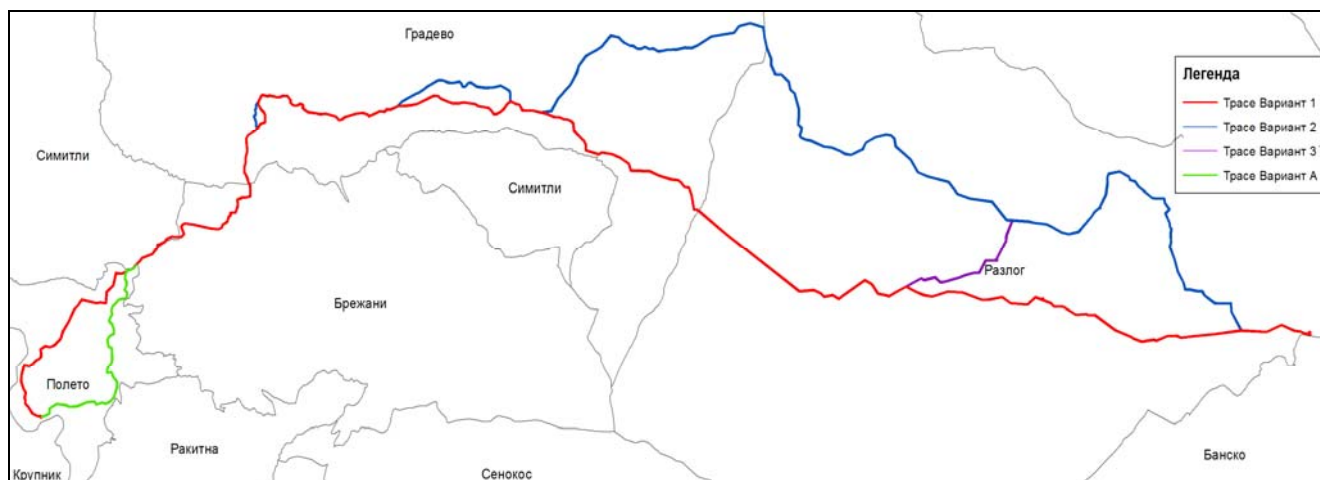 Градево
Легенда
Трасе Вариант 1
Трасе Вариант 2
Трасе Вариант 3
Трасе Вариант А
Симитли
Симитли
Разлог
Брежани
Полето
Ракитна
Банско
Крупник
Сенокос